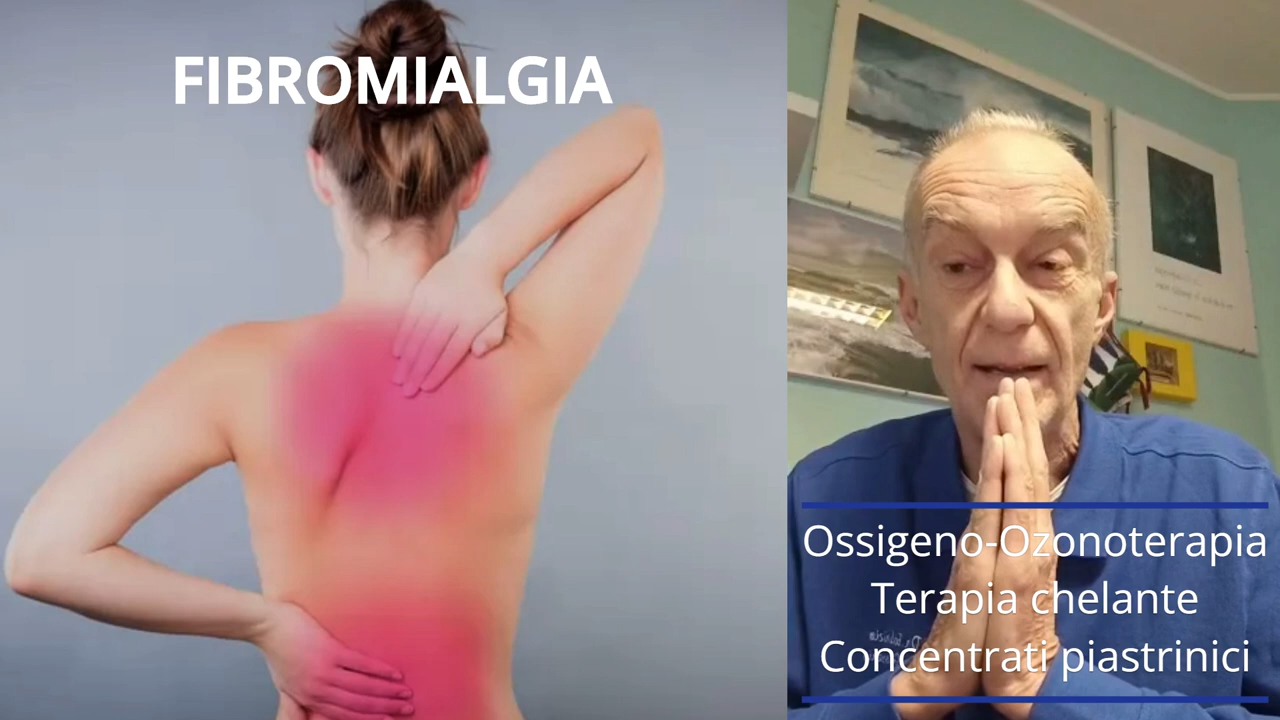 FIBROMIALGIA
Ossigeno-Ozonoterapia
Terapia chelante
Concentrati piastrinici